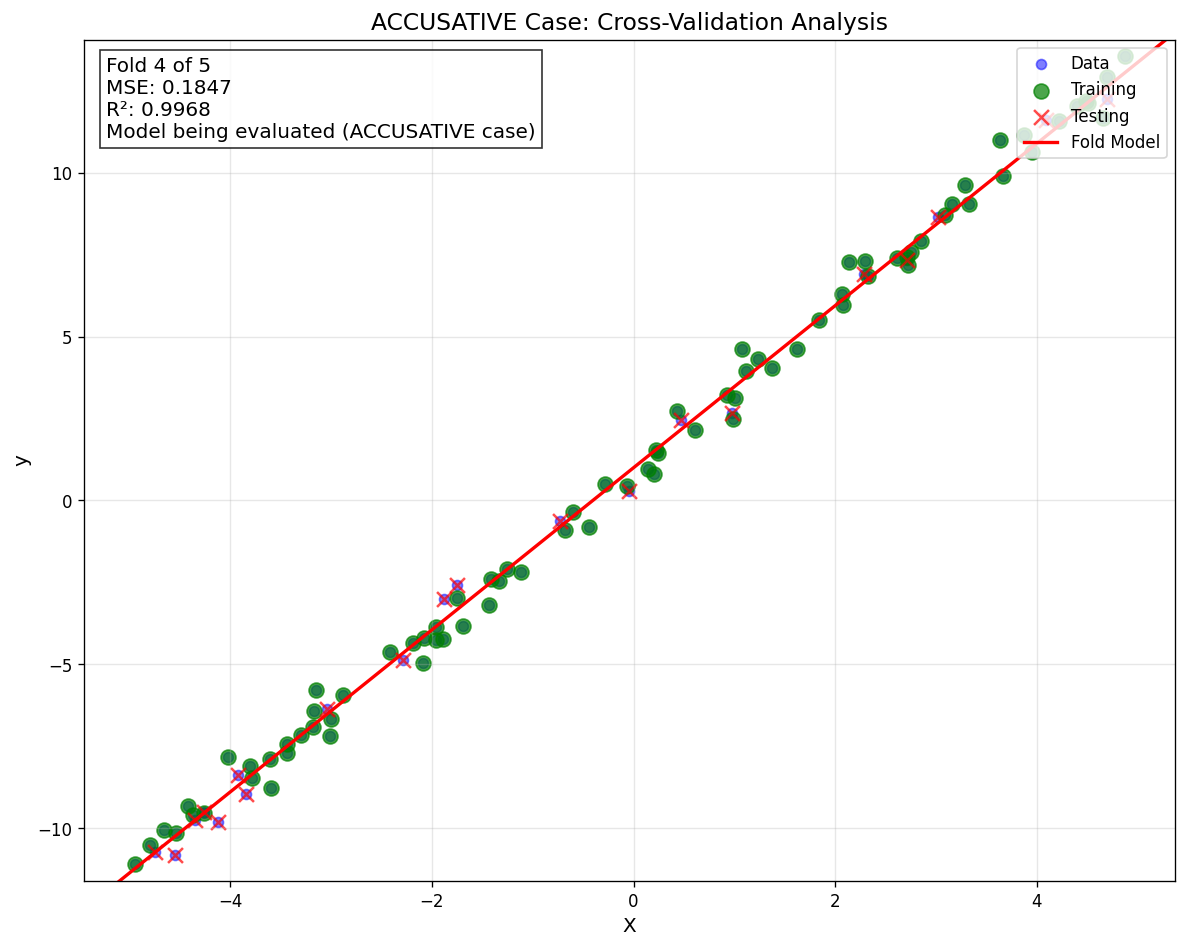 ACCUSATIVE Case: Cross-Validation Analysis
Fold 4 of 5
MSE: 0.1847
R²: 0.9968
Model being evaluated (ACCUSATIVE case)
Data
Training
Testing
Fold Model
10
5
0
−5
−10
y
−4
−2
0
2
4
X